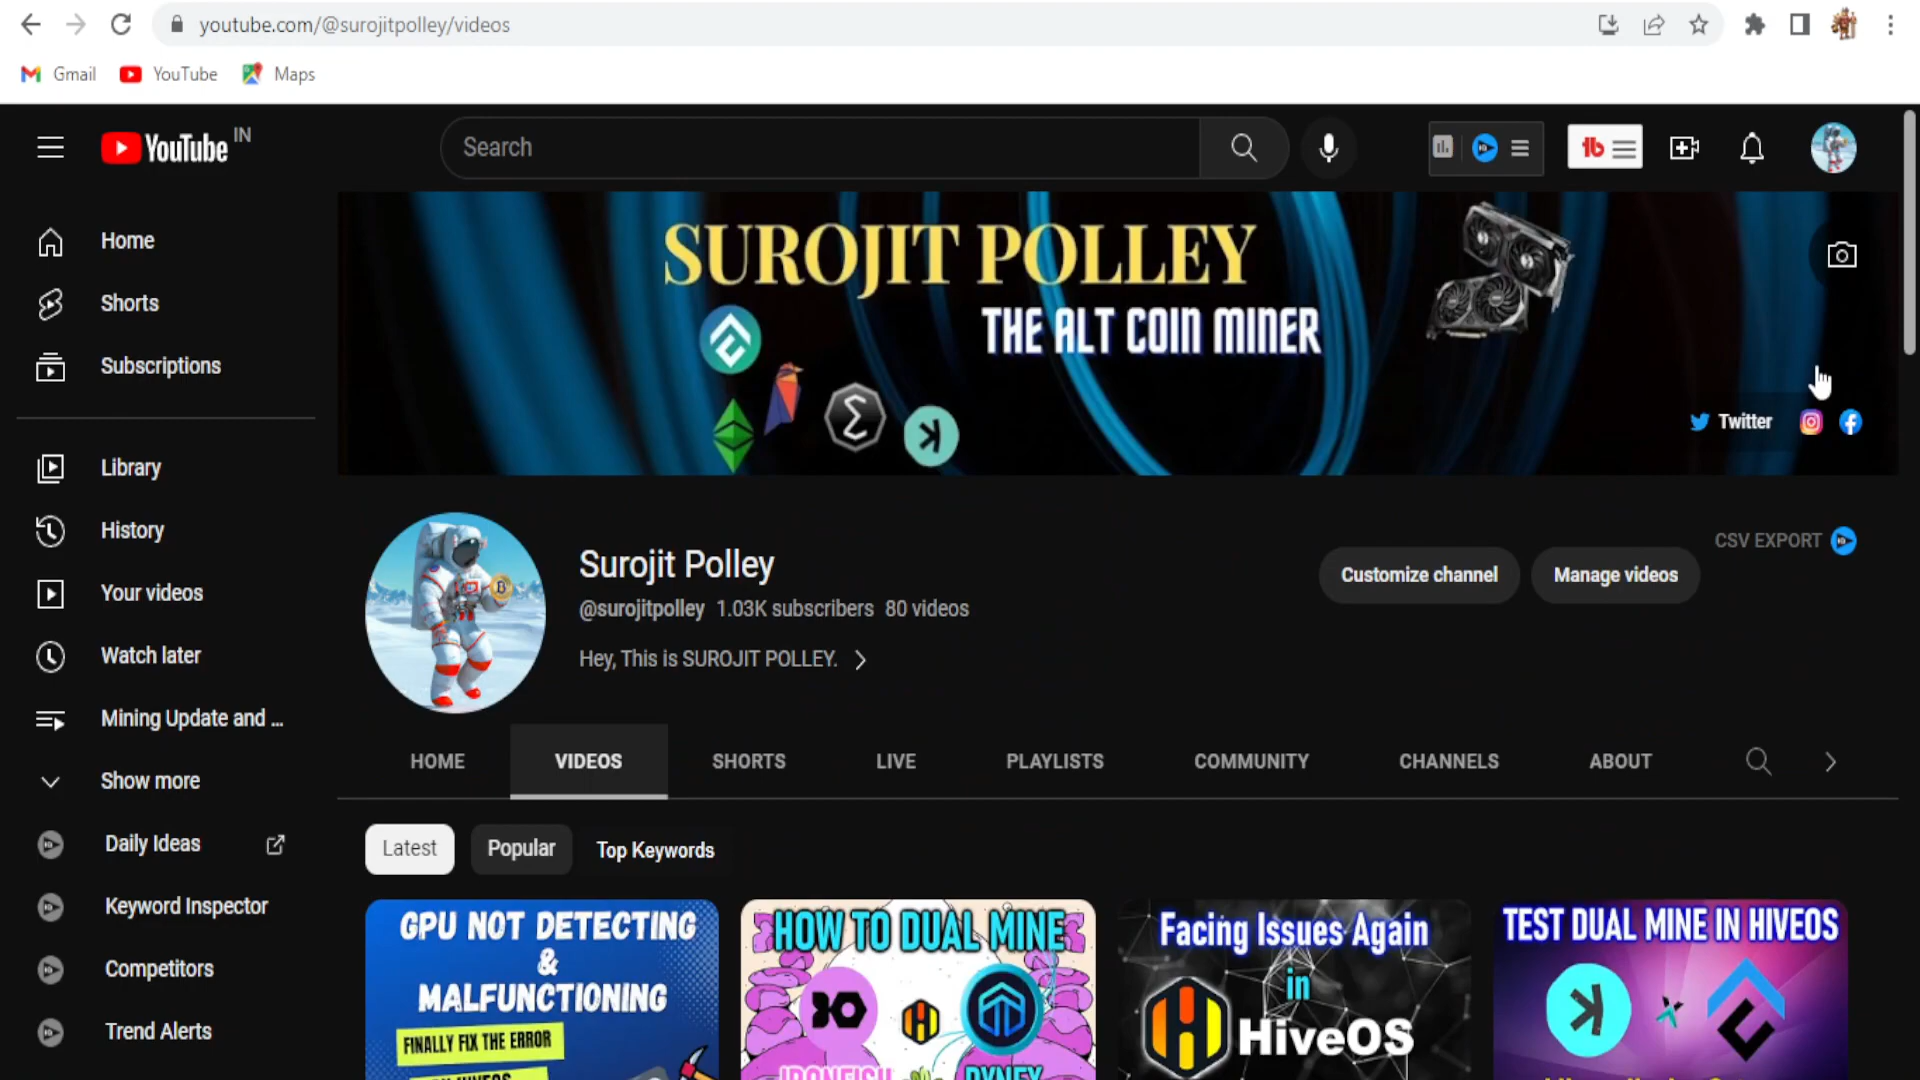 youtube.com/@surojitpolley/videos
Gmail
YouTube
Maps
YouTube IN
Search
Home
Shorts
Subscriptions
Library
History
Your videos
Watch later
Mining Update and ...
Show more
Daily Ideas
Keyword Inspector
Competitors
Trend Alerts
SUROJIT POLLEY
THE ALT COIN MINER
Twitter
Surojit Polley
@surojitpolley 1.03K subscribers 80 videos
Hey, This is SUROJIT POLLEY.
Customize channel
Manage videos
CSV EXPORT
HOME
VIDEOS
SHORTS
LIVE
PLAYLISTS
COMMUNITY
CHANNELS
ABOUT
Latest
Popular
Top Keywords
GPU NOT DETECTING
&
MALFUNCTIONING
FINALLY FIX THE ERROR
HOW TO DUAL MINE
IRONFISH
Facing Issues Again
in
HiveOS
TEST DUAL MINE IN HIVEOS